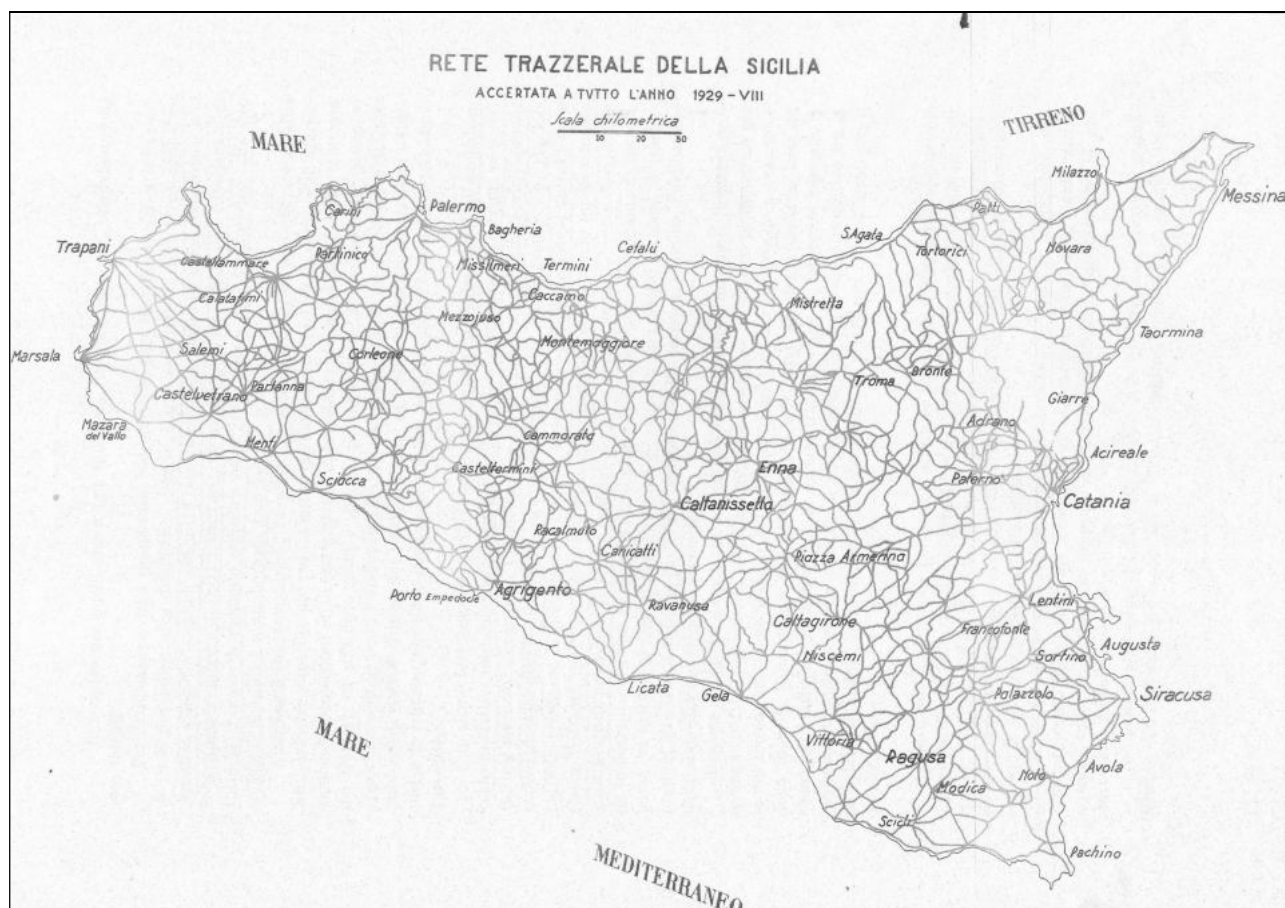 RETE TRAZZERALE DELLA SICILIA
ACCERTATA A TVTTO L'ANNO 1929-VIII
Scala chilometrica
10 20 50
MARE
TIRRENO
Milazzo
Messina
Carini
Palermo
Patti
Bagheria
Trapani
Castellammare
Partinico
Misilmeri
Termini
Cefalù
S.Agata
Tortorici
Novara
Calatafimi
Caccamo
Mistretta
Mezzojuso
Taormina
Marsala
Salemi
Corleone
Montemaggiore
Troina
Bronte
Partanna
Castelvetrano
Giarre
Mazara
del Vallo
Adrano
Menfi
Cammarata
Acireale
Sciacca
Casteltermini
Enna
Paterno
Caltanissetta
Catania
Racalmuto
Canicatti
Piazza Armerina
Porto Empedocle
Agrigento
Ravanusa
Lentini
Caltagirone
Francofonte
Augusta
Niscemi
Sortino
Licata
Gela
Palazzolo
Siracusa
MARE
Vittoria
Ragusa
Avola
Noto
Modica
Scicli
Pachino
MEDITERRANEO